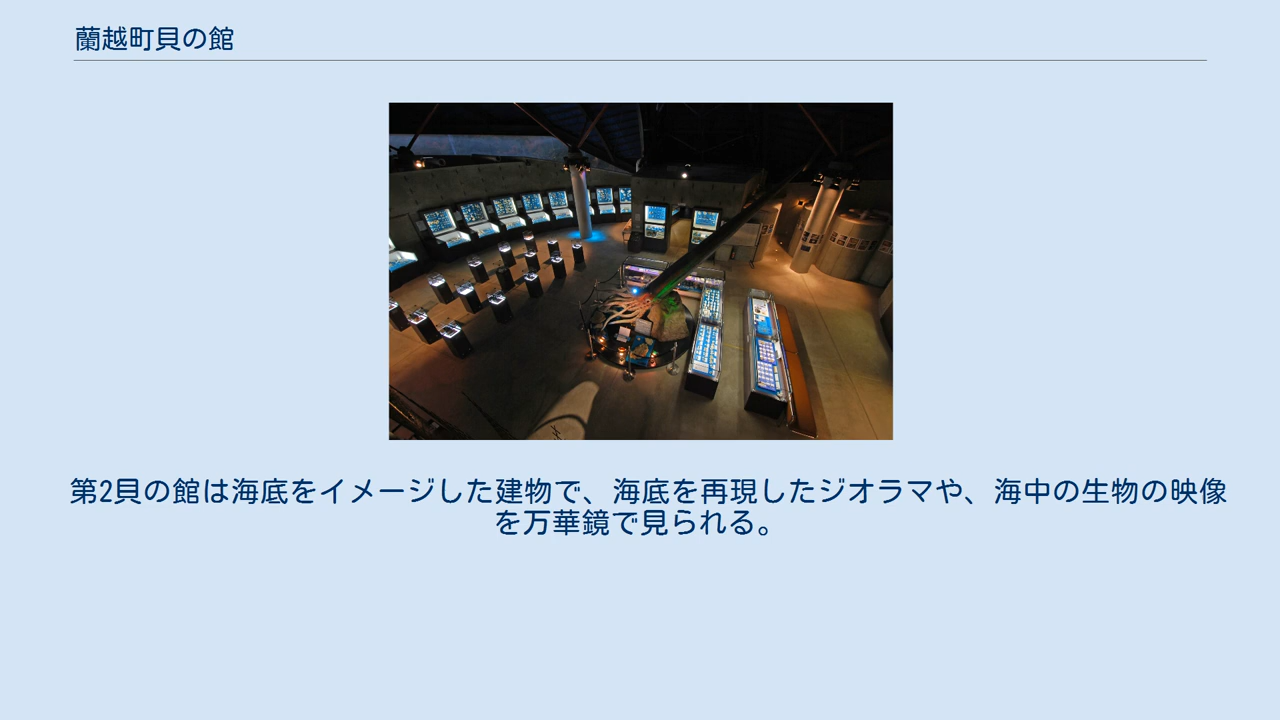 蘭越町貝の館
第2貝の館は海底をイメージした建物で、海底を再現したジオラマや、海中の生物の映像
を万華鏡で見られる。